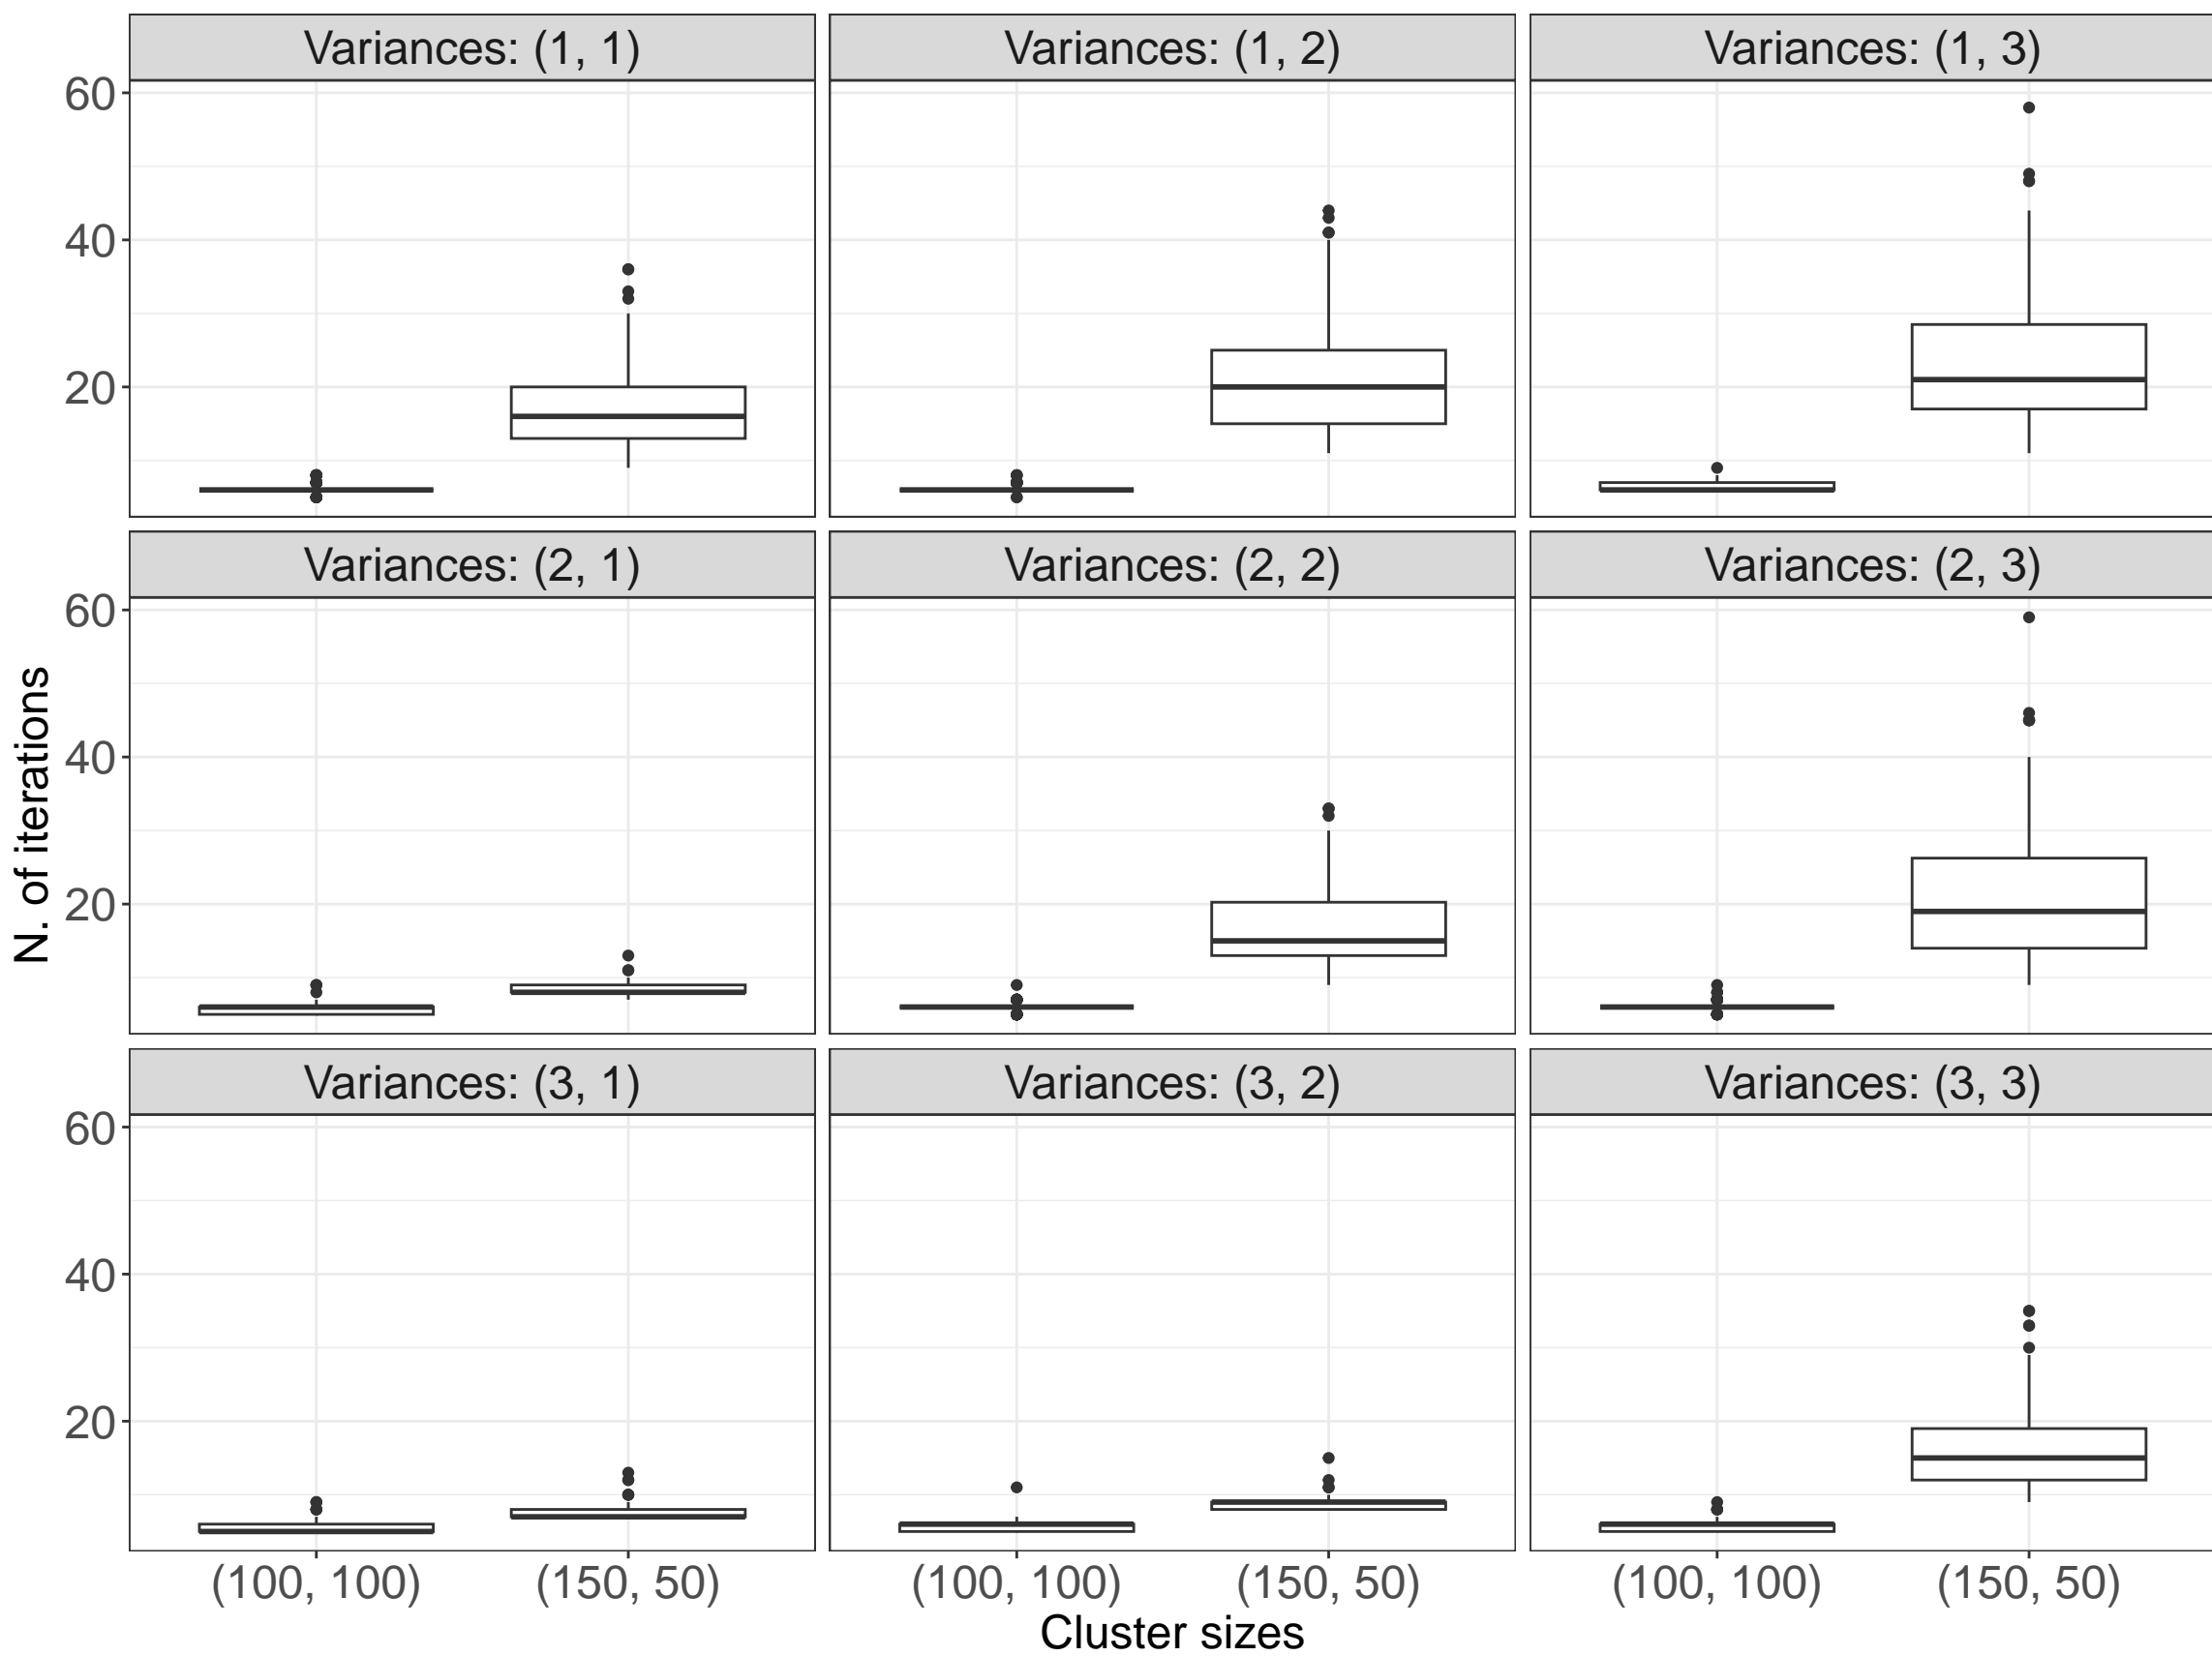 Variances: (1, 1)
Variances: (1, 2)
Variances: (1, 3)
60
40
20
Variances: (2, 1)
Variances: (2, 2)
Variances: (2, 3)
60
40
20
N. of iterations
Variances: (3, 1)
Variances: (3, 2)
Variances: (3, 3)
60
40
20
(100, 100)
(150, 50)
(100, 100)
(150, 50)
(100, 100)
(150, 50)
Cluster sizes